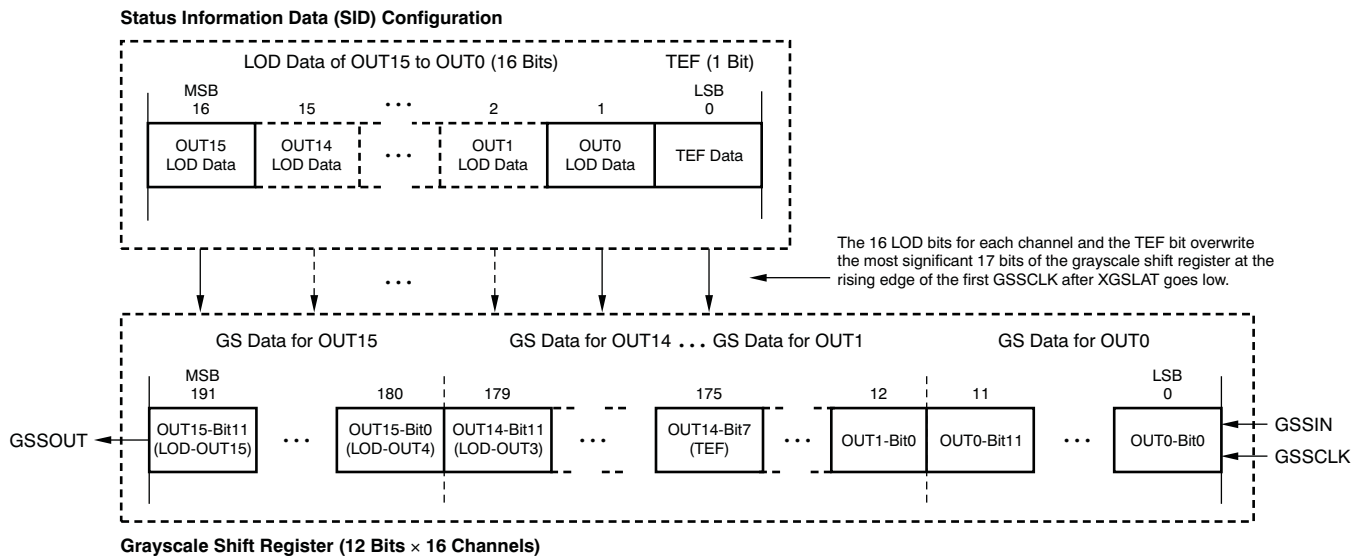 Status Information Data (SID) Configuration
LOD Data of OUT15 to OUT0 (16 Bits) TEF (1 Bit)
MSB LSB
16 15 ... 2 1 0
OUT15 OUT14 OUT1 OUT0
LOD Data LOD Data ... LOD Data LOD Data TEF Data
The 16 LOD bits for each channel and the TEF bit overwrite
the most significant 17 bits of the grayscale shift register at the
rising edge of the first GSSCLK after XGSLAT goes low.
...
GS Data for OUT15 GS Data for OUT14 ... GS Data for OUT1 GS Data for OUT0
MSB LSB
191 180 179 175 12 11 0
GSSOUT
OUT15-Bit11 ... OUT15-Bit0 OUT14-Bit11 ... OUT14-Bit7 ... OUT1-Bit0 OUT0-Bit11 ... OUT0-Bit0
(LOD-OUT15) (LOD-OUT4) (LOD-OUT3) (TEF)
GSSIN
GSSCLK
Grayscale Shift Register (12 Bits × 16 Channels)